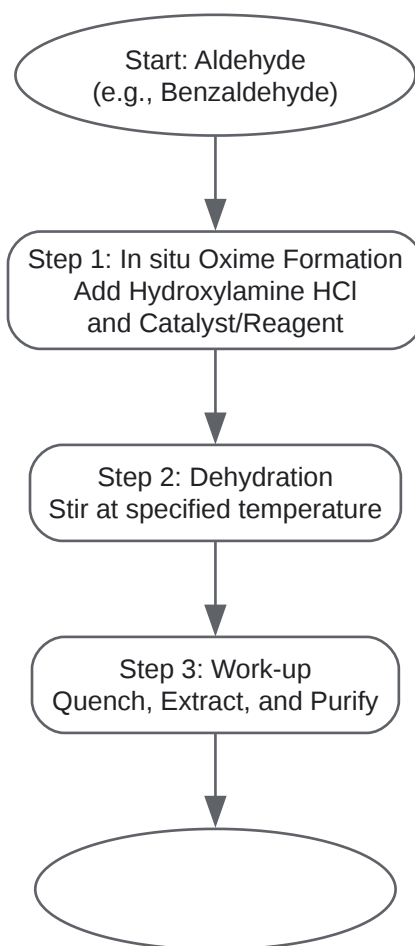 Start: Aldehyde
(e.g., Benzaldehyde)
Step 1: In situ Oxime Formation
Add Hydroxylamine HCl
and Catalyst/Reagent
Step 2: Dehydration
Stir at specified temperature
Step 3: Work-up
Quench, Extract, and Purify